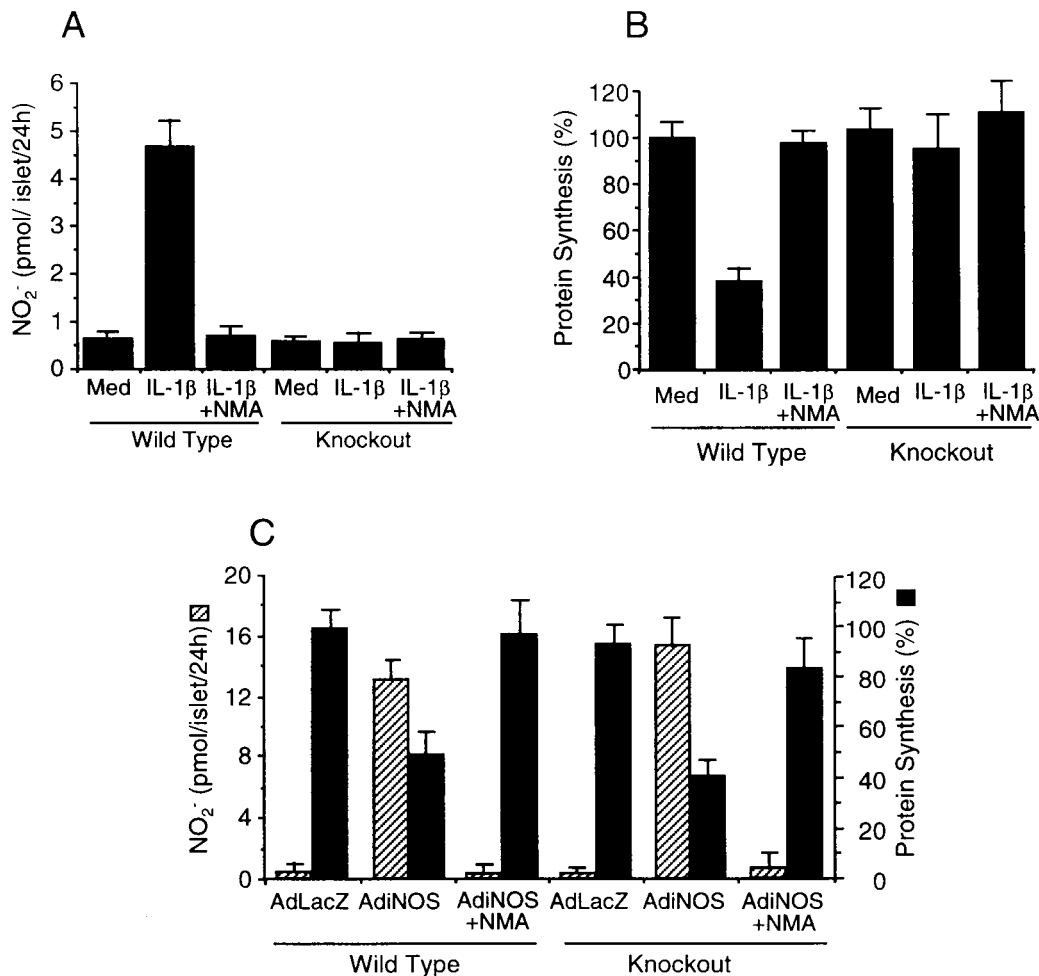 A
NO₂⁻ (pmol/ islet/24h)
6
5
4
3
2
1
0
Med IL-1β IL-1β +NMA Med IL-1β IL-1β +NMA
Wild Type Knockout
B
Protein Synthesis (%)
120
100
80
60
40
20
0
Med IL-1β IL-1β +NMA Med IL-1β IL-1β +NMA
Wild Type Knockout
C
NO₂⁻ (pmol/islet/24h)
20
16
12
8
4
0
Protein Synthesis (%)
120
100
80
60
40
20
0
AdLacZ AdiNOS AdiNOS +NMA AdLacZ AdiNOS AdiNOS +NMA
Wild Type Knockout